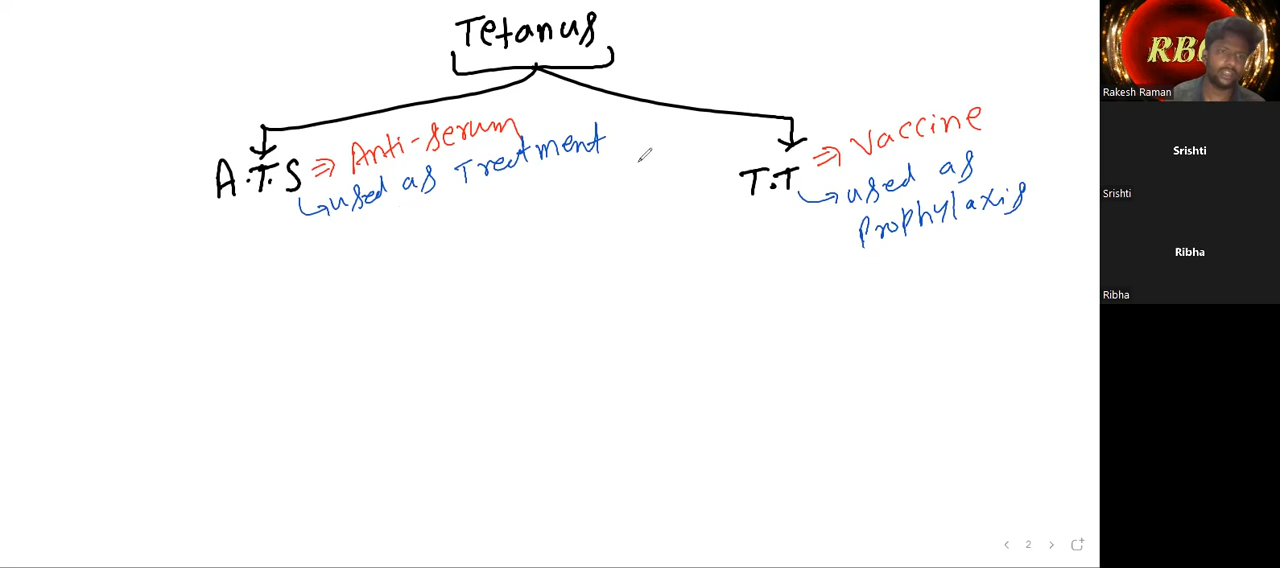 Tetanus
A.T.S ⇒ Anti-serum
↳ used as Treatment
T.T ⇒ Vaccine
↳ used as
Prophylaxis
RBC
Rakesh Raman
Srishti
Srishti
Ribha
Ribha
2